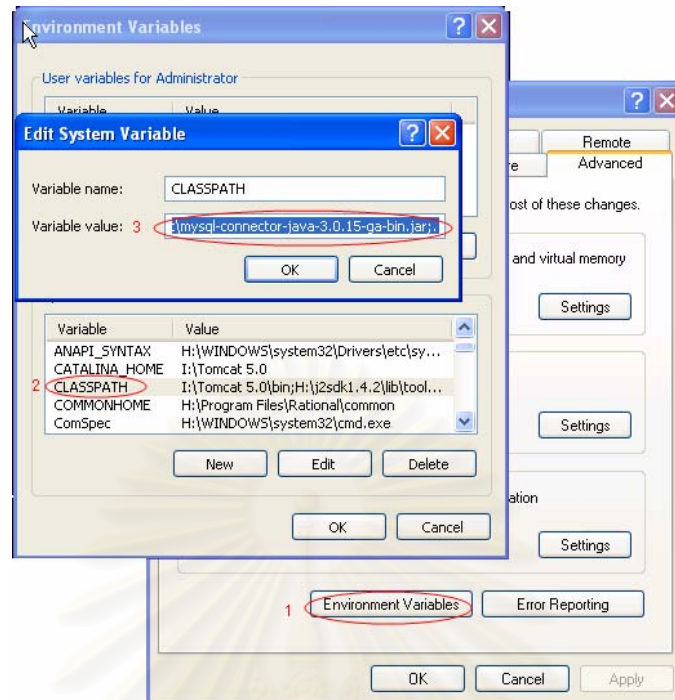 Environment Variables
User variables for Administrator
Variable Value
Edit System Variable
Variable name: CLASSPATH
Variable value: 3 \mysql-connector-java-3.0.15-ga-bin.jar;.
OK Cancel
Variable Value
ANAPI_SYNTAX H:\WINDOWS\system32\Drivers\etc\sy...
CATALINA_HOME I:\Tomcat 5.0
2 CLASSPATH I:\Tomcat 5.0\bin;H:\j2sdk1.4.2\lib\tool...
COMMONHOME H:\Program Files\Rational\common
ComSpec H:\WINDOWS\system32\cmd.exe
New Edit Delete
OK Cancel
Remote
Advanced
ost of these changes.
and virtual memory
Settings
Settings
ation
Settings
1 Environment Variables Error Reporting
OK Cancel Apply